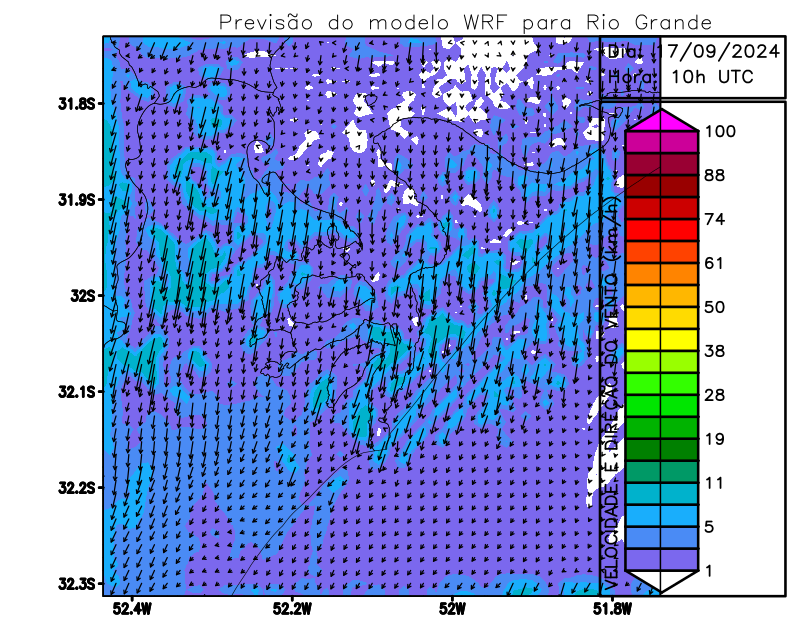 Previsão do modelo WRF para Rio Grande
Dia: 17/09/2024
Hora: 10h UTC
31.8S
31.9S
32S
32.1S
32.2S
32.3S
52.4W
52.2W
52W
51.8W
VELOCIDADE E DIREÇÃO DO VENTO (km/h)
100
88
74
61
50
38
28
19
11
5
1